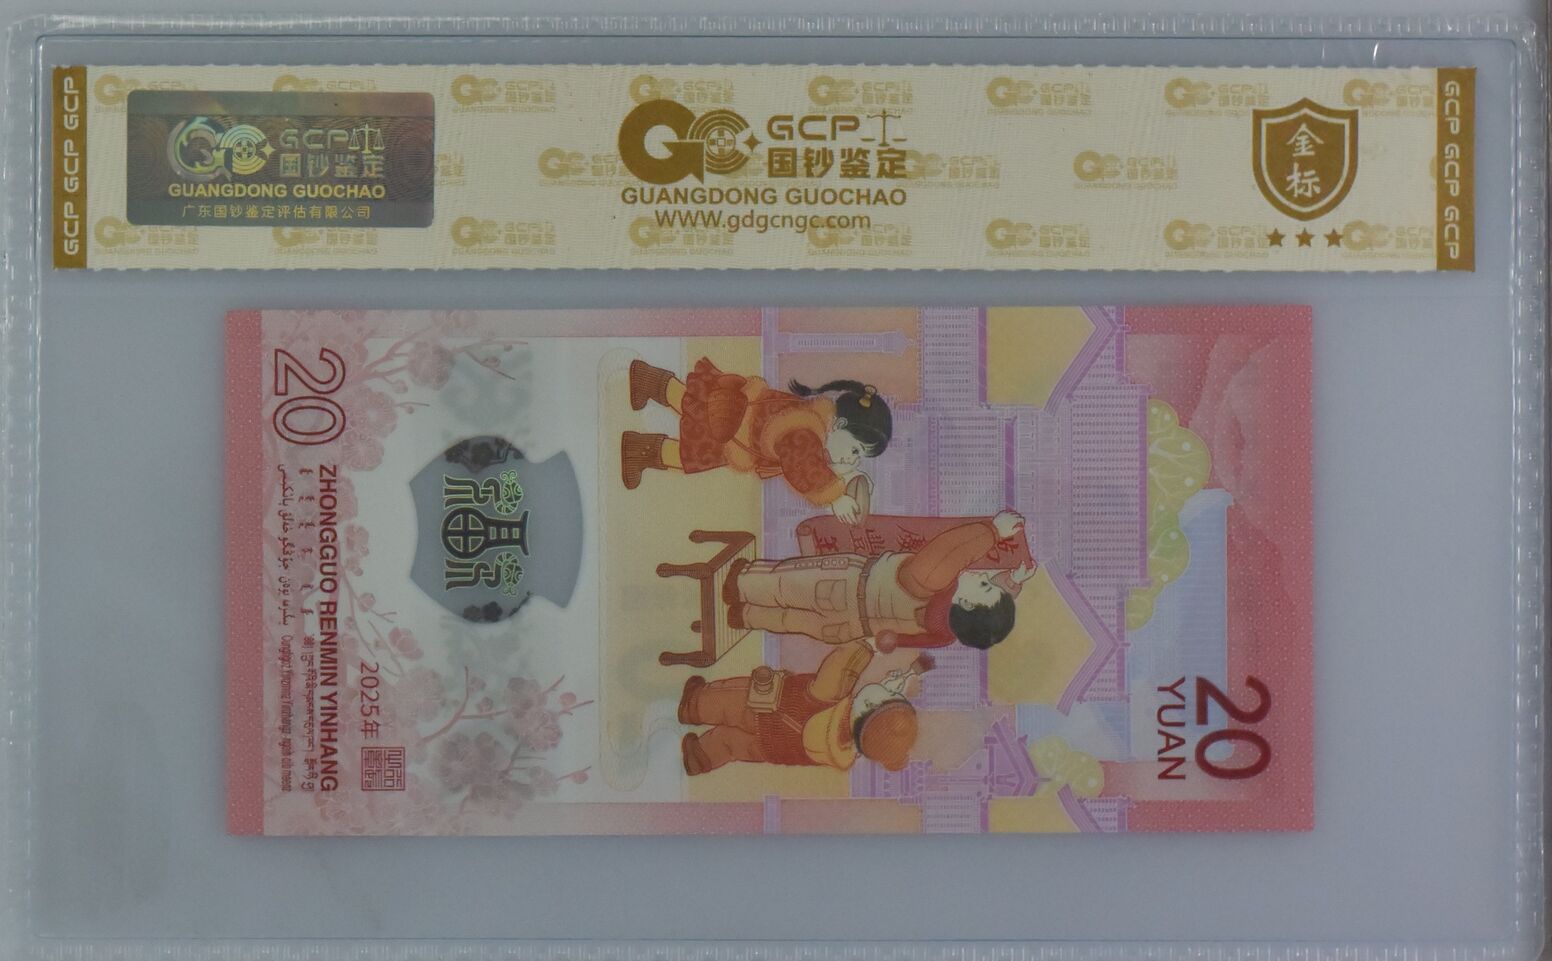 GCP GCP GCP
GCP 国钞鉴定
GUANGDONG GUOCHAO
广东国钞鉴定评估有限公司
GCP 国钞鉴定
GUANGDONG GUOCHAO
WWW.gdgcngc.com
金标
GCP GCP GCP
20
ZHONGGUO RENMIN YINHANG
2025年
20
YUAN